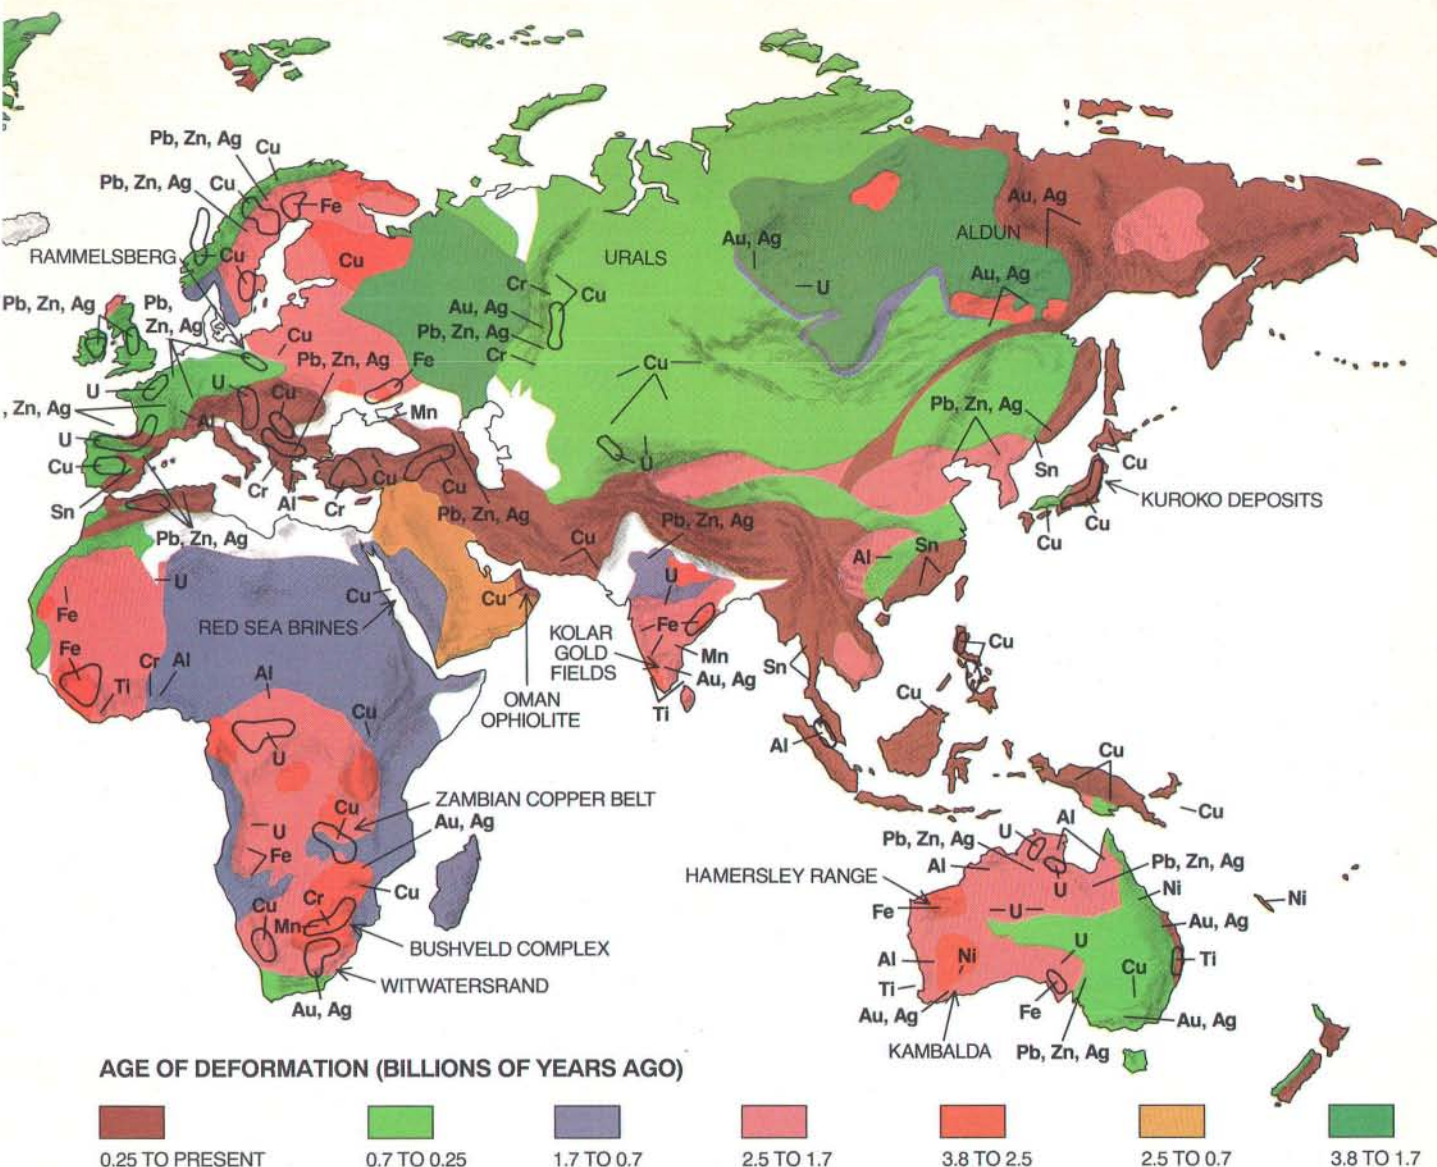 Pb, Zn, Ag
Cu
Pb, Zn, Ag
Cu
Fe
Au, Ag
RAMMELSBERG
Cu
Cu
URALS
Au, Ag
ALDUN
Au, Ag
Pb, Zn, Ag
Pb,
Zn, Ag
Cr
Cu
U
Au, Ag
Pb, Zn, Ag
Cr
Cu
Pb, Zn, Ag
Fe
Cu
U
U
Cu
Pb, Zn, Ag
, Zn, Ag
Al
Mn
U
U
Cu
Sn
Cu
Cu
Cu
Sn
Cr
Al
Cr
Cu
Pb, Zn, Ag
KUROKO DEPOSITS
Cu
Cu
Pb, Zn, Ag
Pb, Zn, Ag
Cu
Al
Sn
U
U
Fe
Cu
Cu
RED SEA BRINES
Fe
Cr
Al
Ti
Al
KOLAR
GOLD
FIELDS
Fe
Mn
Au, Ag
Sn
Cu
OMAN
OPHIOLITE
Ti
Cu
Cu
Al
U
Cu
ZAMBIAN COPPER BELT
Cu
Au, Ag
Cu
U
Fe
Pb, Zn, Ag
U
Al
Al
Pb, Zn, Ag
HAMERSLEY RANGE
U
Ni
Ni
Cu
Cr
Cu
Mn
Fe
U
Au, Ag
BUSHVELD COMPLEX
U
Al
Ni
Cu
Ti
WITWATERSRAND
Ti
Au, Ag
Au, Ag
Fe
Au, Ag
KAMBALDA
Pb, Zn, Ag
AGE OF DEFORMATION (BILLIONS OF YEARS AGO)
0.25 TO PRESENT
0.7 TO 0.25
1.7 TO 0.7
2.5 TO 1.7
3.8 TO 2.5
2.5 TO 0.7
3.8 TO 1.7